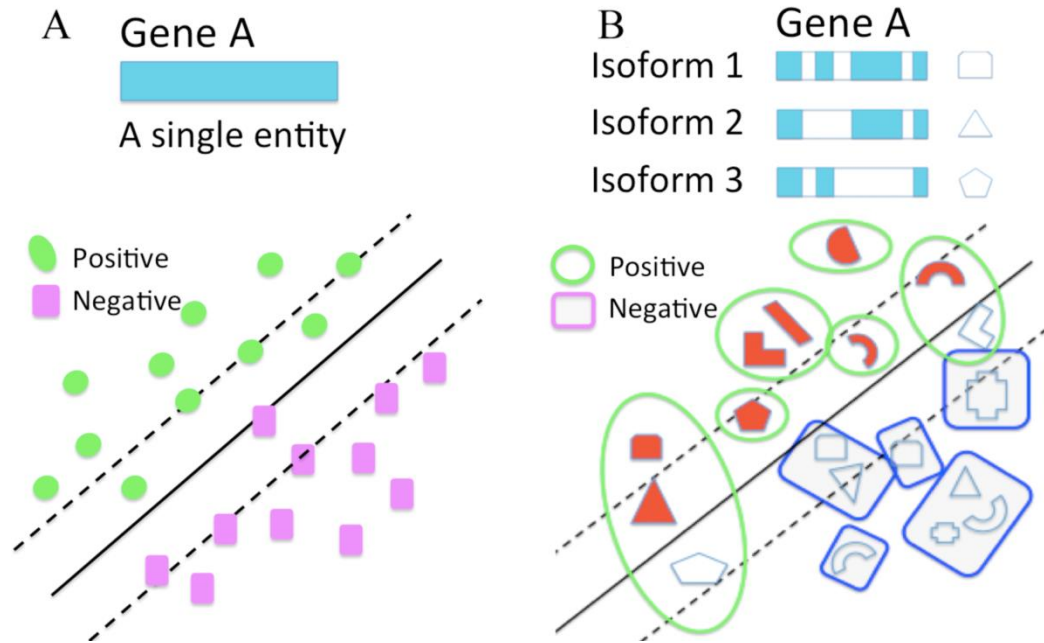 A
Gene A
A single entity
Positive
Negative
B
Gene A
Isoform 1
Isoform 2
Isoform 3
Positive
Negative